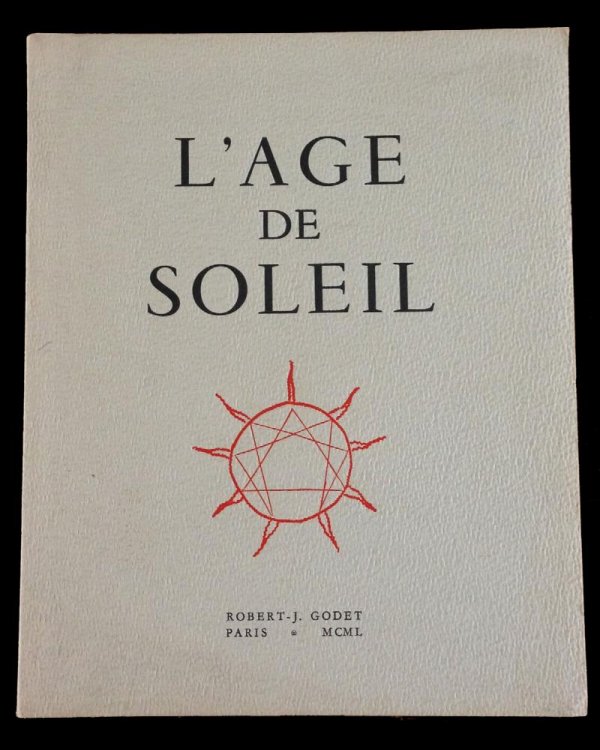 L'AGE
DE
SOLEIL
ROBERT-J. GODET
PARIS MCML